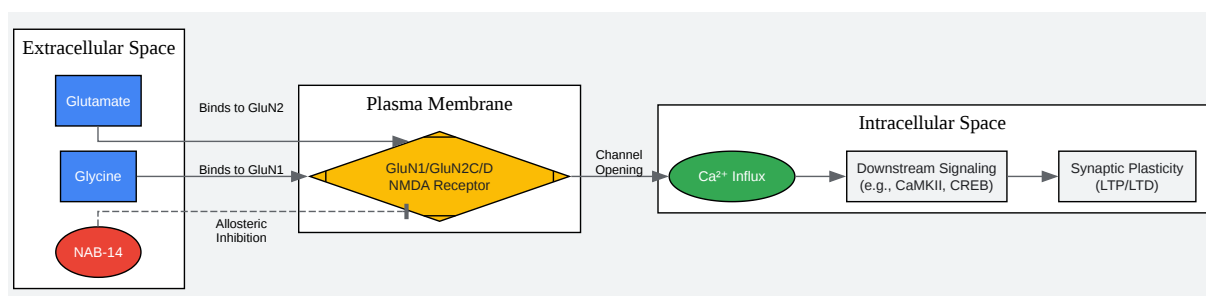 Extracellular Space
Glutamate
Glycine
NAB-14
Binds to GluN2
Binds to GluN1
Allosteric
Inhibition
Plasma Membrane
GluN1/GluN2C/D
NMDA Receptor
Channel
Opening
Intracellular Space
Ca²⁺ Influx
Downstream Signaling
(e.g., CaMKII, CREB)
Synaptic Plasticity
(LTP/LTD)